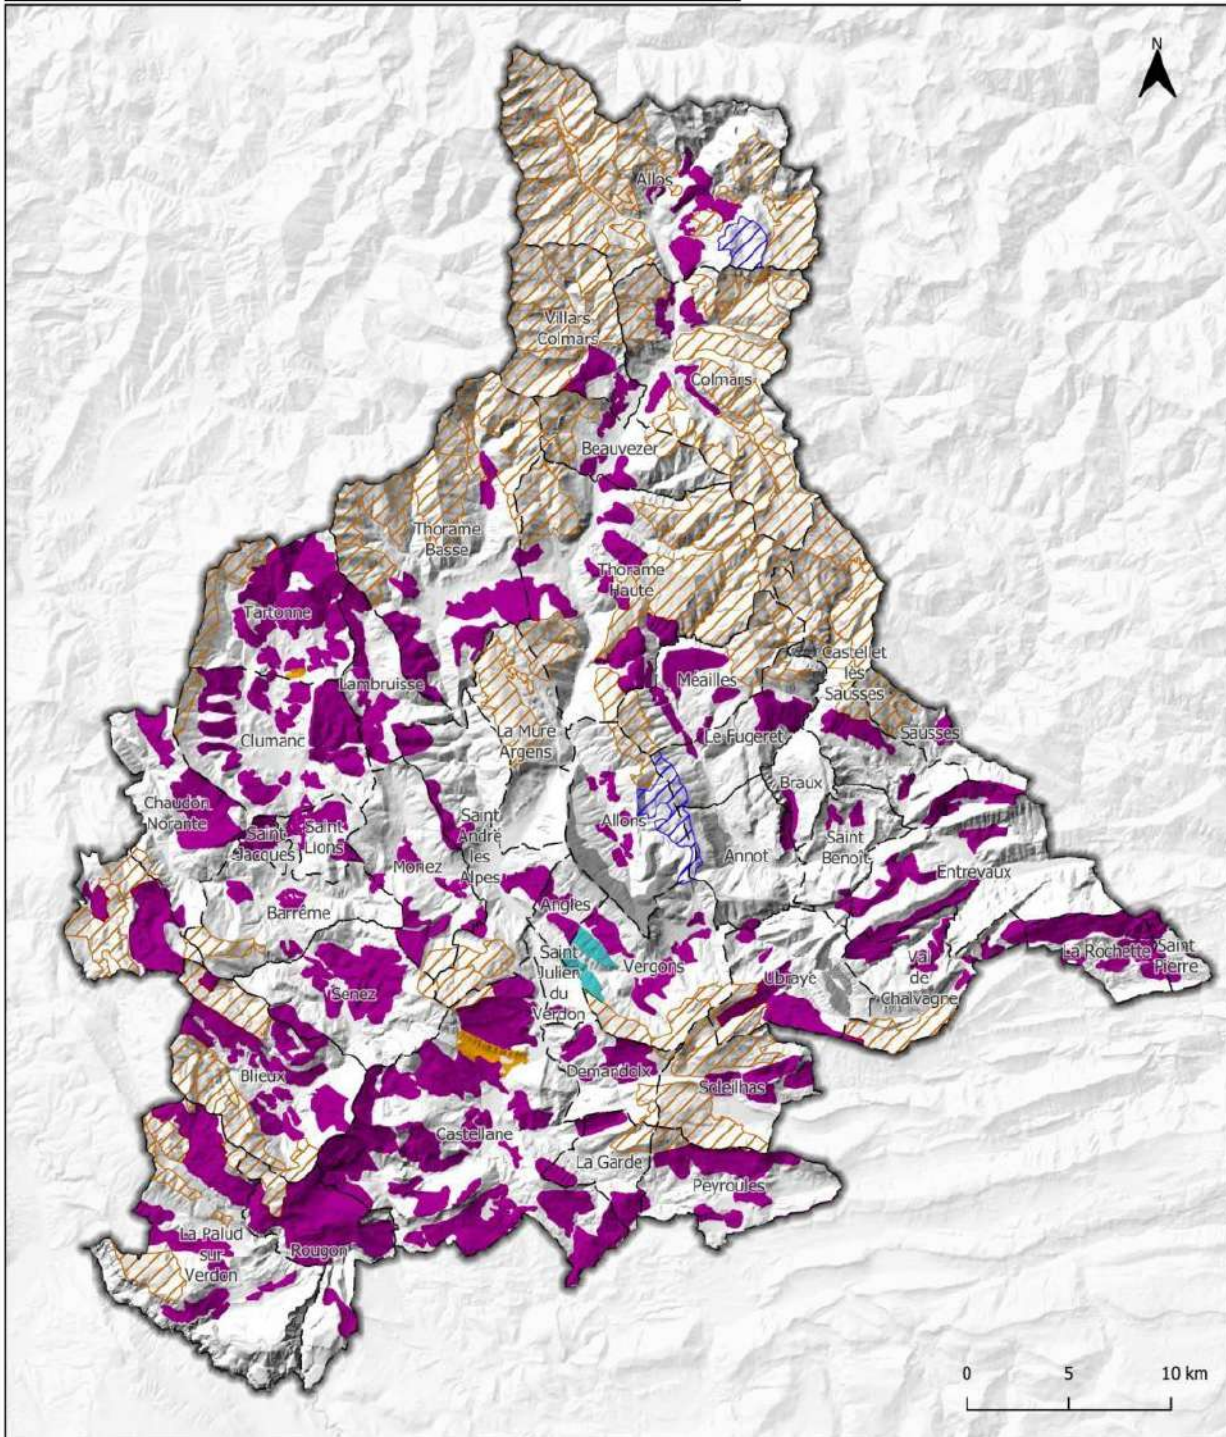 N
Allos
Villars
Colmars
Colmars
Beauvezer
Thorame
Basse
Thorame
Haute
Tartonne
Castellet
lès
Sausses
Lambruisse
Méailles
La Mure
Argens
Clumanc
Le Fugeret
Sausses
Braux
Chaudon
Norante
Saint
André
les
Alpes
Allons
Saint
Jacques
Saint
Lions
Saint
Benoit
Moriez
Annot
Entrevaux
Angles
Barrême
La Rochette
Saint
Pierre
Saint
Julien
du
Verdon
Vergons
Val
de
Chalvagne
Ubraye
Senez
Blieux
Demandolx
Soleilhas
Castellane
La Garde
Peyroules
La Palud
sur
Verdon
Rougon
0 5 10 km